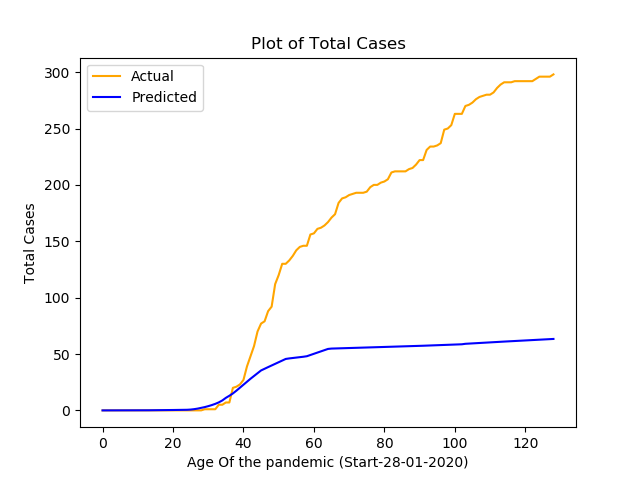 Plot of Total Cases
Actual
Predicted
300
250
200
150
100
50
0
Total Cases
0 20 40 60 80 100 120
Age Of the pandemic (Start-28-01-2020)